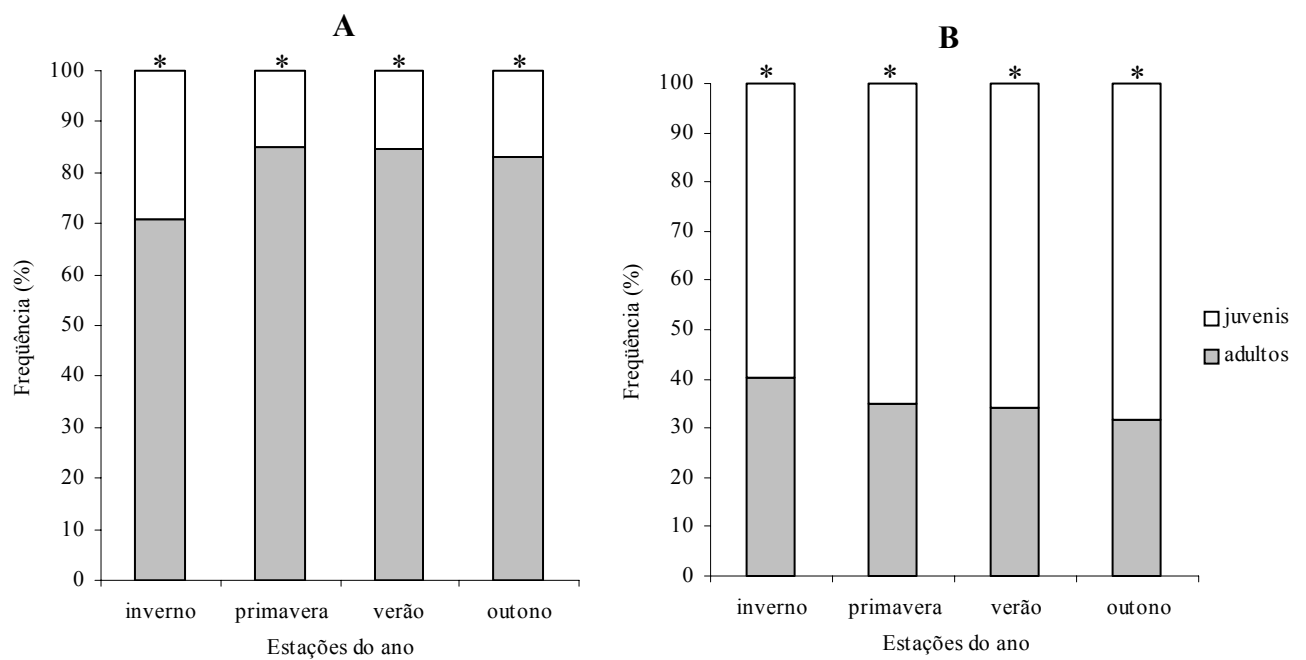 A
* * * *
100
90
80
70
60
50
40
30
20
10
0
Freqüência (%)
inverno primavera verão outono
Estações do ano
B
* * * *
100
90
80
70
60
50
40
30
20
10
0
Freqüência (%)
inverno primavera verão outono
Estações do ano
juvenis
adultos